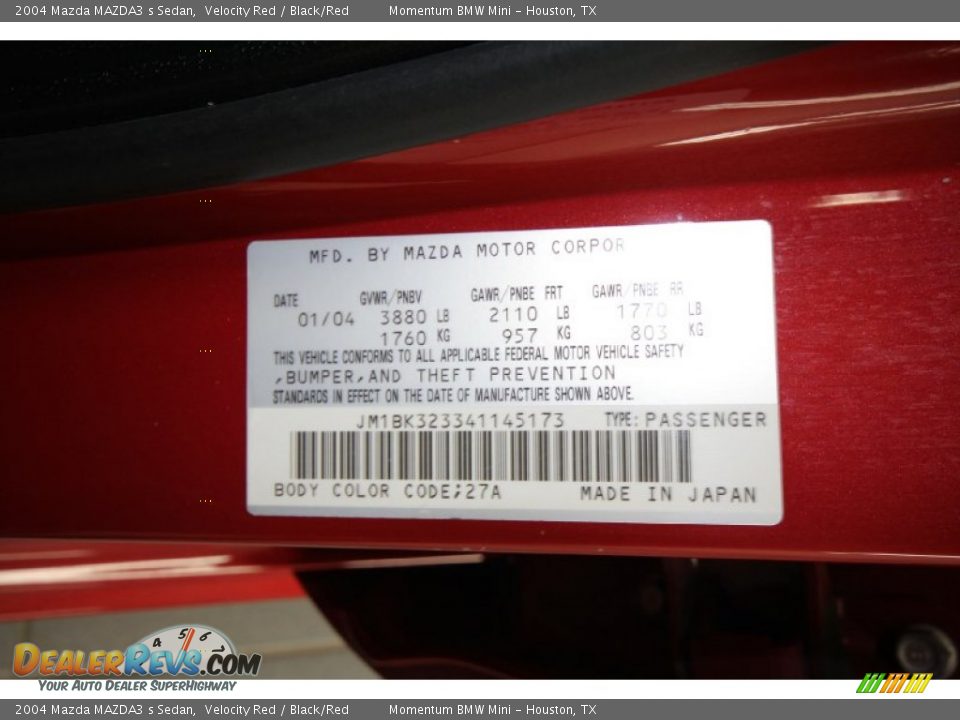 2004 Mazda MAZDA3 s Sedan, Velocity Red / Black/Red Momentum BMW Mini - Houston, TX
MFD. BY MAZDA MOTOR CORPOR
DATE GVWR/PNBV GAWR/PNBE FRT GAWR/PNBE RR
01/04 3880 LB 2110 LB 1770 LB
1760 KG 957 KG 803 KG
THIS VEHICLE CONFORMS TO ALL APPLICABLE FEDERAL MOTOR VEHICLE SAFETY
,BUMPER,AND THEFT PREVENTION
STANDARDS IN EFFECT ON THE DATE OF MANUFACTURE SHOWN ABOVE.
JM1BK323341145173 TYPE: PASSENGER
BODY COLOR CODE;27A MADE IN JAPAN
4 5 6 7
DEALERREVS.COM
YOUR AUTO DEALER SUPERHIGHWAY
2004 Mazda MAZDA3 s Sedan, Velocity Red / Black/Red Momentum BMW Mini - Houston, TX